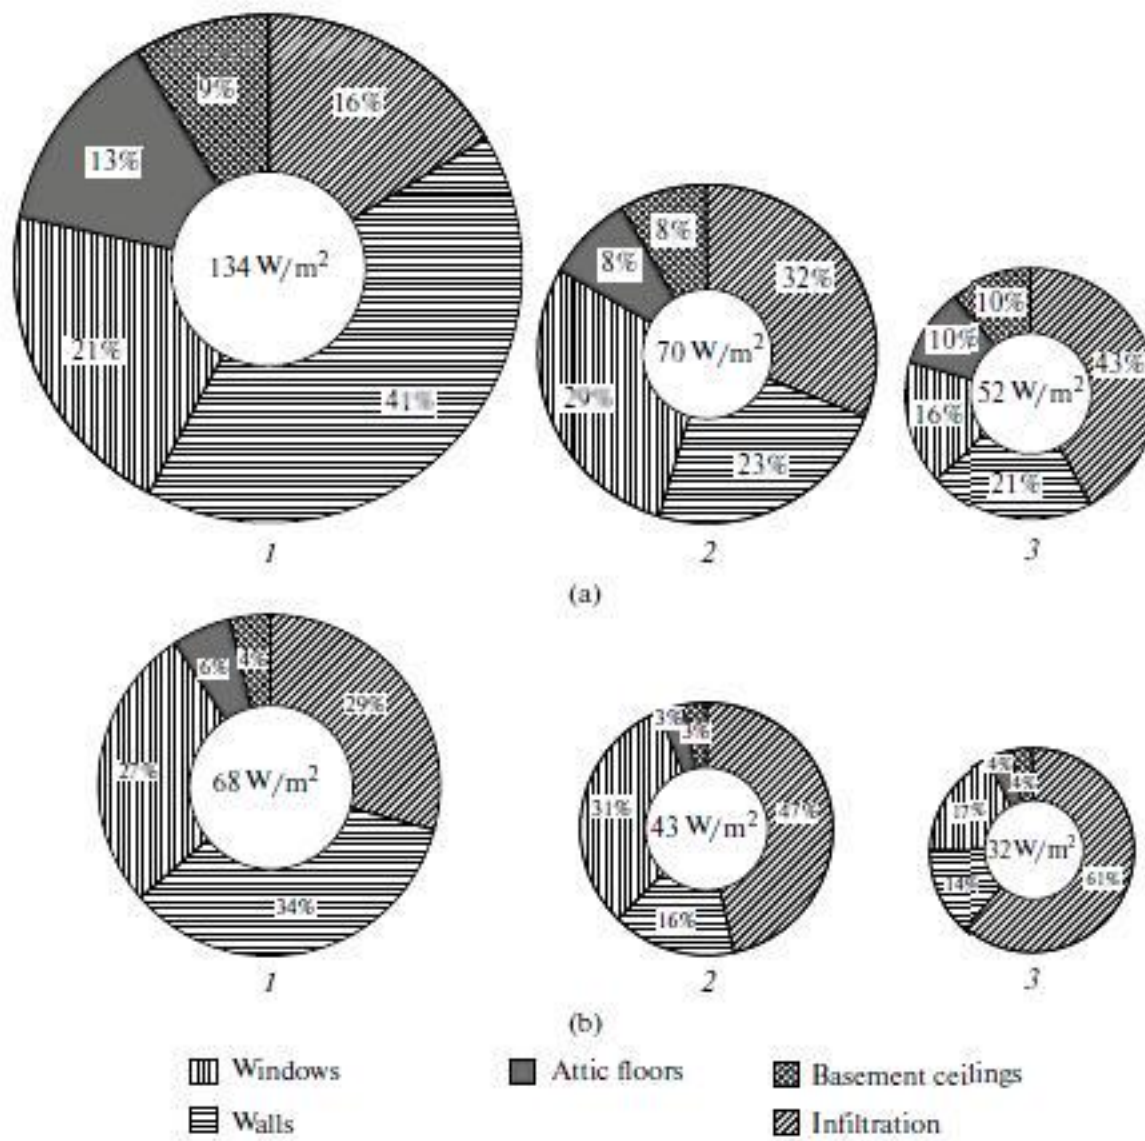 9%
16%
13%
134 W/m²
21%
41%
1
8%
8%
32%
70 W/m²
29%
23%
2
10%
10%
43%
52 W/m²
16%
21%
3
(a)
6%
4%
29%
27%
68 W/m²
34%
1
3%
3%
31%
47%
43 W/m²
16%
2
4%
4%
17%
32 W/m²
14%
61%
3
(b)
Windows
Attic floors
Basement ceilings
Walls
Infiltration